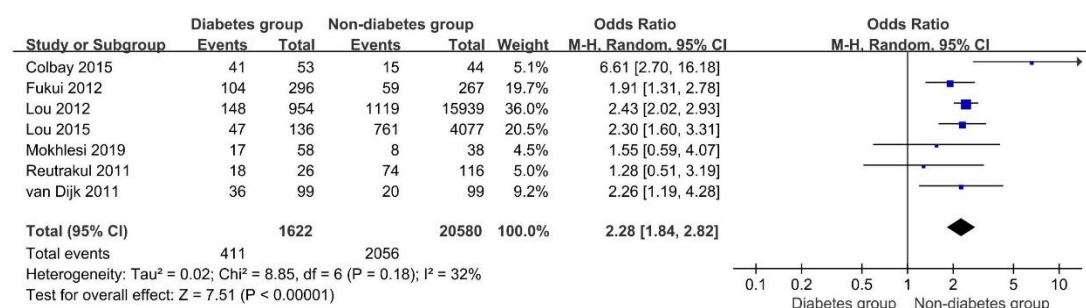 Diabetes group Non-diabetes group Odds Ratio Odds Ratio
Study or Subgroup Events Total Events Total Weight M-H, Random, 95% CI M-H, Random, 95% CI
Colbay 2015 41 53 15 44 5.1% 6.61 [2.70, 16.18]
Fukui 2012 104 296 59 267 19.7% 1.91 [1.31, 2.78]
Lou 2012 148 954 1119 15939 36.0% 2.43 [2.02, 2.93]
Lou 2015 47 136 761 4077 20.5% 2.30 [1.60, 3.31]
Mokhlesi 2019 17 58 8 38 4.5% 1.55 [0.59, 4.07]
Reutrakul 2011 18 26 74 116 5.0% 1.28 [0.51, 3.19]
van Dijk 2011 36 99 20 99 9.2% 2.26 [1.19, 4.28]
Total (95% CI) 1622 20580 100.0% 2.28 [1.84, 2.82]
Total events 411 2056
Heterogeneity: Tau² = 0.02; Chi² = 8.85, df = 6 (P = 0.18); I² = 32%
Test for overall effect: Z = 7.51 (P < 0.00001)
0.1 0.2 0.5 1 2 5 10
Diabetes group Non-diabetes group